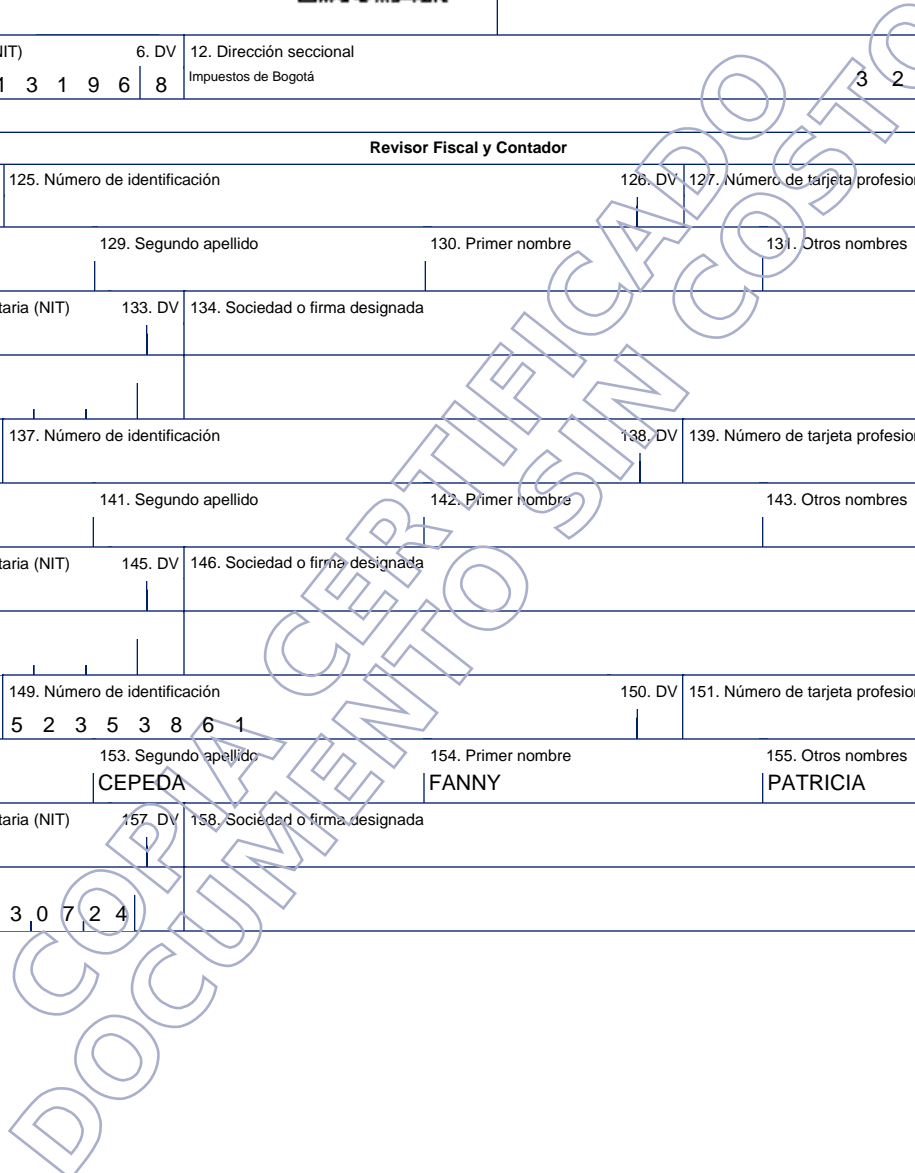 NIT) 6. DV 12. Dirección seccional
1 3 1 9 6 8 Impuestos de Bogotá 3 2
Revisor Fiscal y Contador
125. Número de identificación 126. DV 127. Número de tarjeta profesion
129. Segundo apellido 130. Primer nombre 131. Otros nombres
taria (NIT) 133. DV 134. Sociedad o firma designada
137. Número de identificación 138. DV 139. Número de tarjeta profesion
141. Segundo apellido 142. Primer nombre 143. Otros nombres
taria (NIT) 145. DV 146. Sociedad o firma designada
149. Número de identificación 150. DV 151. Número de tarjeta profesion
5 2 3 5 3 8 6 1
153. Segundo apellido 154. Primer nombre 155. Otros nombres
CEPEDA FANNY PATRICIA
taria (NIT) 157. DV 158. Sociedad o firma designada
3 0 7 2 4
COPIA CERTIFICADO
DOCUMENTO SIN COSTO